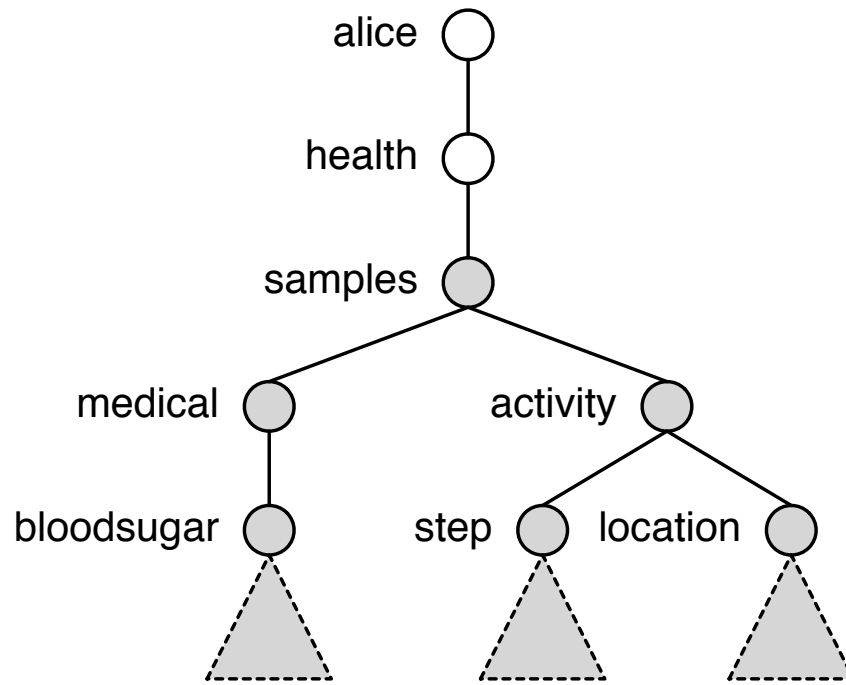 alice
health
samples
medical
activity
bloodsugar
step
location